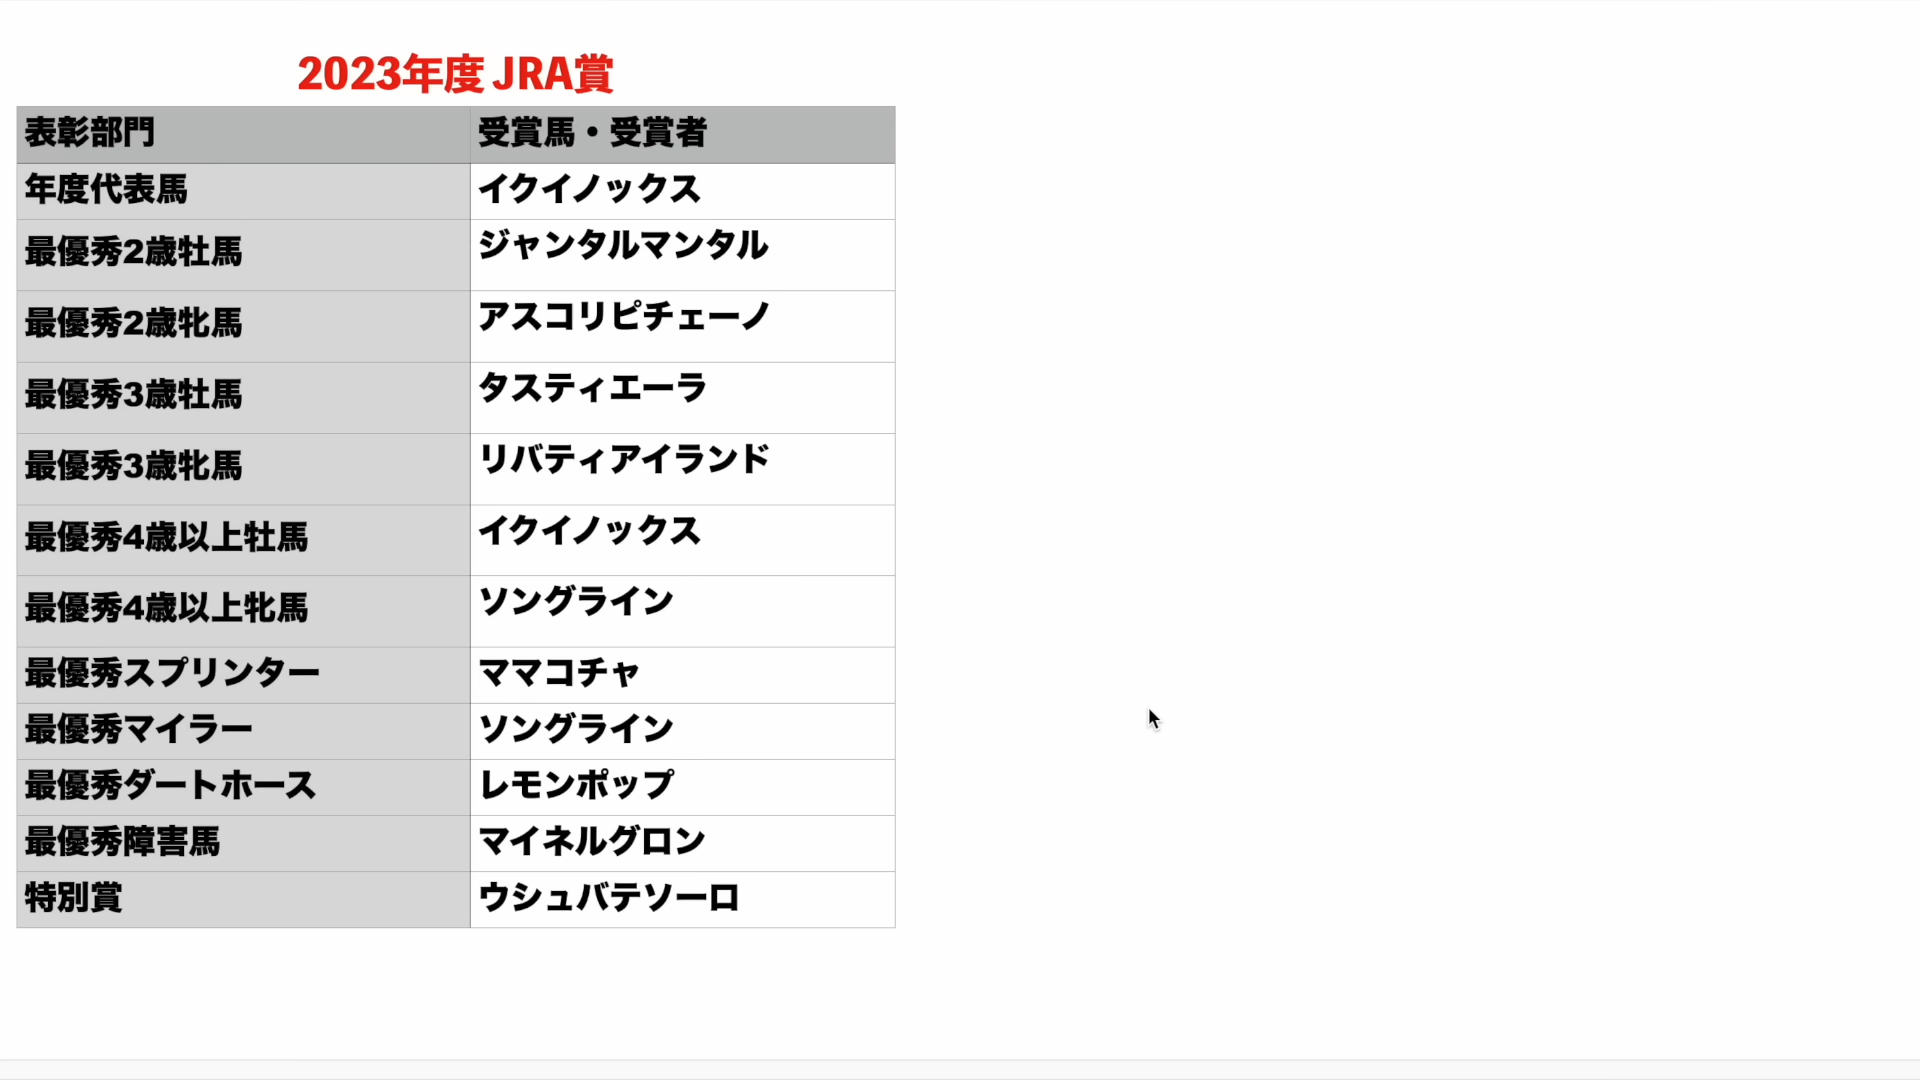 2023年度 JRA賞
表彰部門 受賞馬・受賞者
年度代表馬 イクイノックス
最優秀2歳牡馬 ジャンタルマンタル
最優秀2歳牝馬 アスコリピチェーノ
最優秀3歳牡馬 タスティエーラ
最優秀3歳牝馬 リバティアイランド
最優秀4歳以上牡馬 イクイノックス
最優秀4歳以上牝馬 ソングライン
最優秀スプリンター ママコチャ
最優秀マイラー ソングライン
最優秀ダートホース レモンポップ
最優秀障害馬 マイネルグロン
特別賞 ウシュバテソーロ